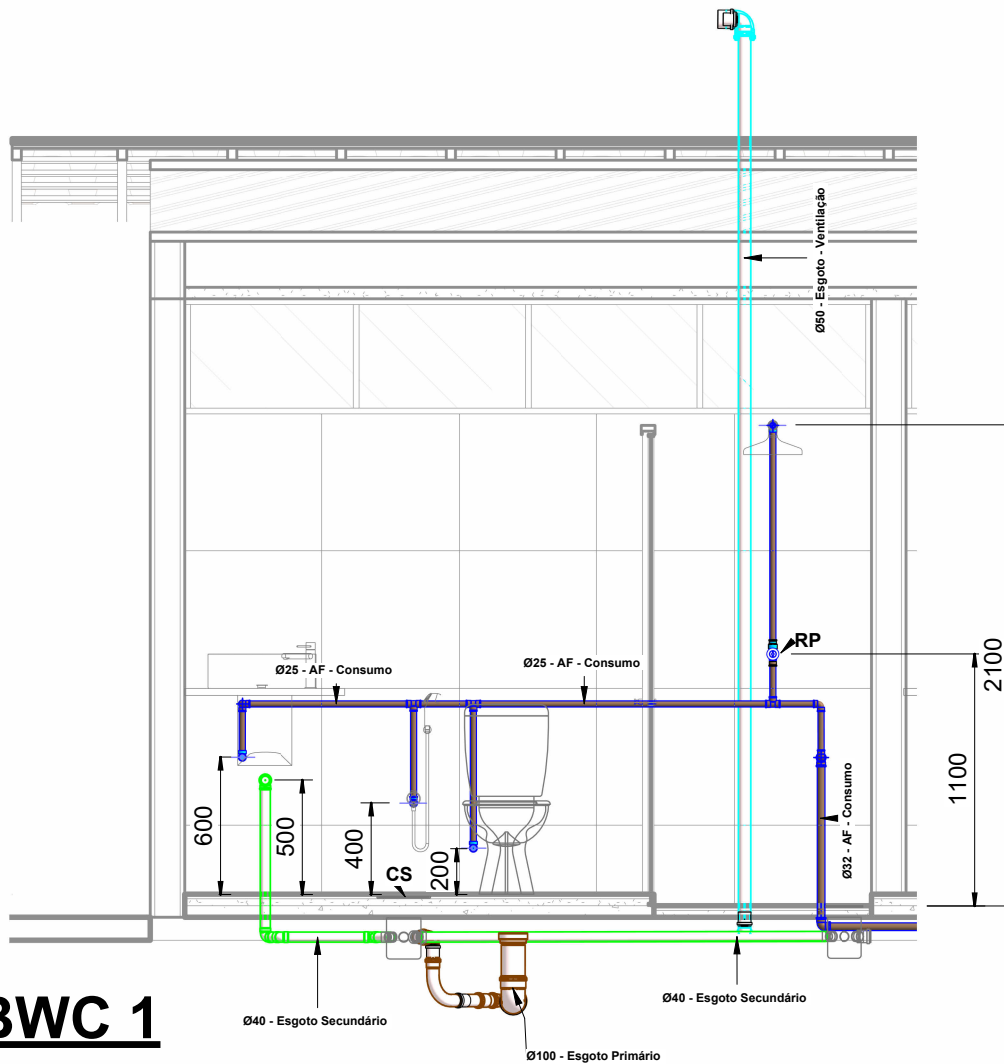 Ø50 - Esgoto - Ventilação
RP
2100
Ø25 - AF - Consumo
Ø25 - AF - Consumo
1100
600
500
400
200
CS
Ø32 - AF - Consumo
BWC 1
Ø40 - Esgoto Secundário
Ø40 - Esgoto Secundário
Ø100 - Esgoto Primário